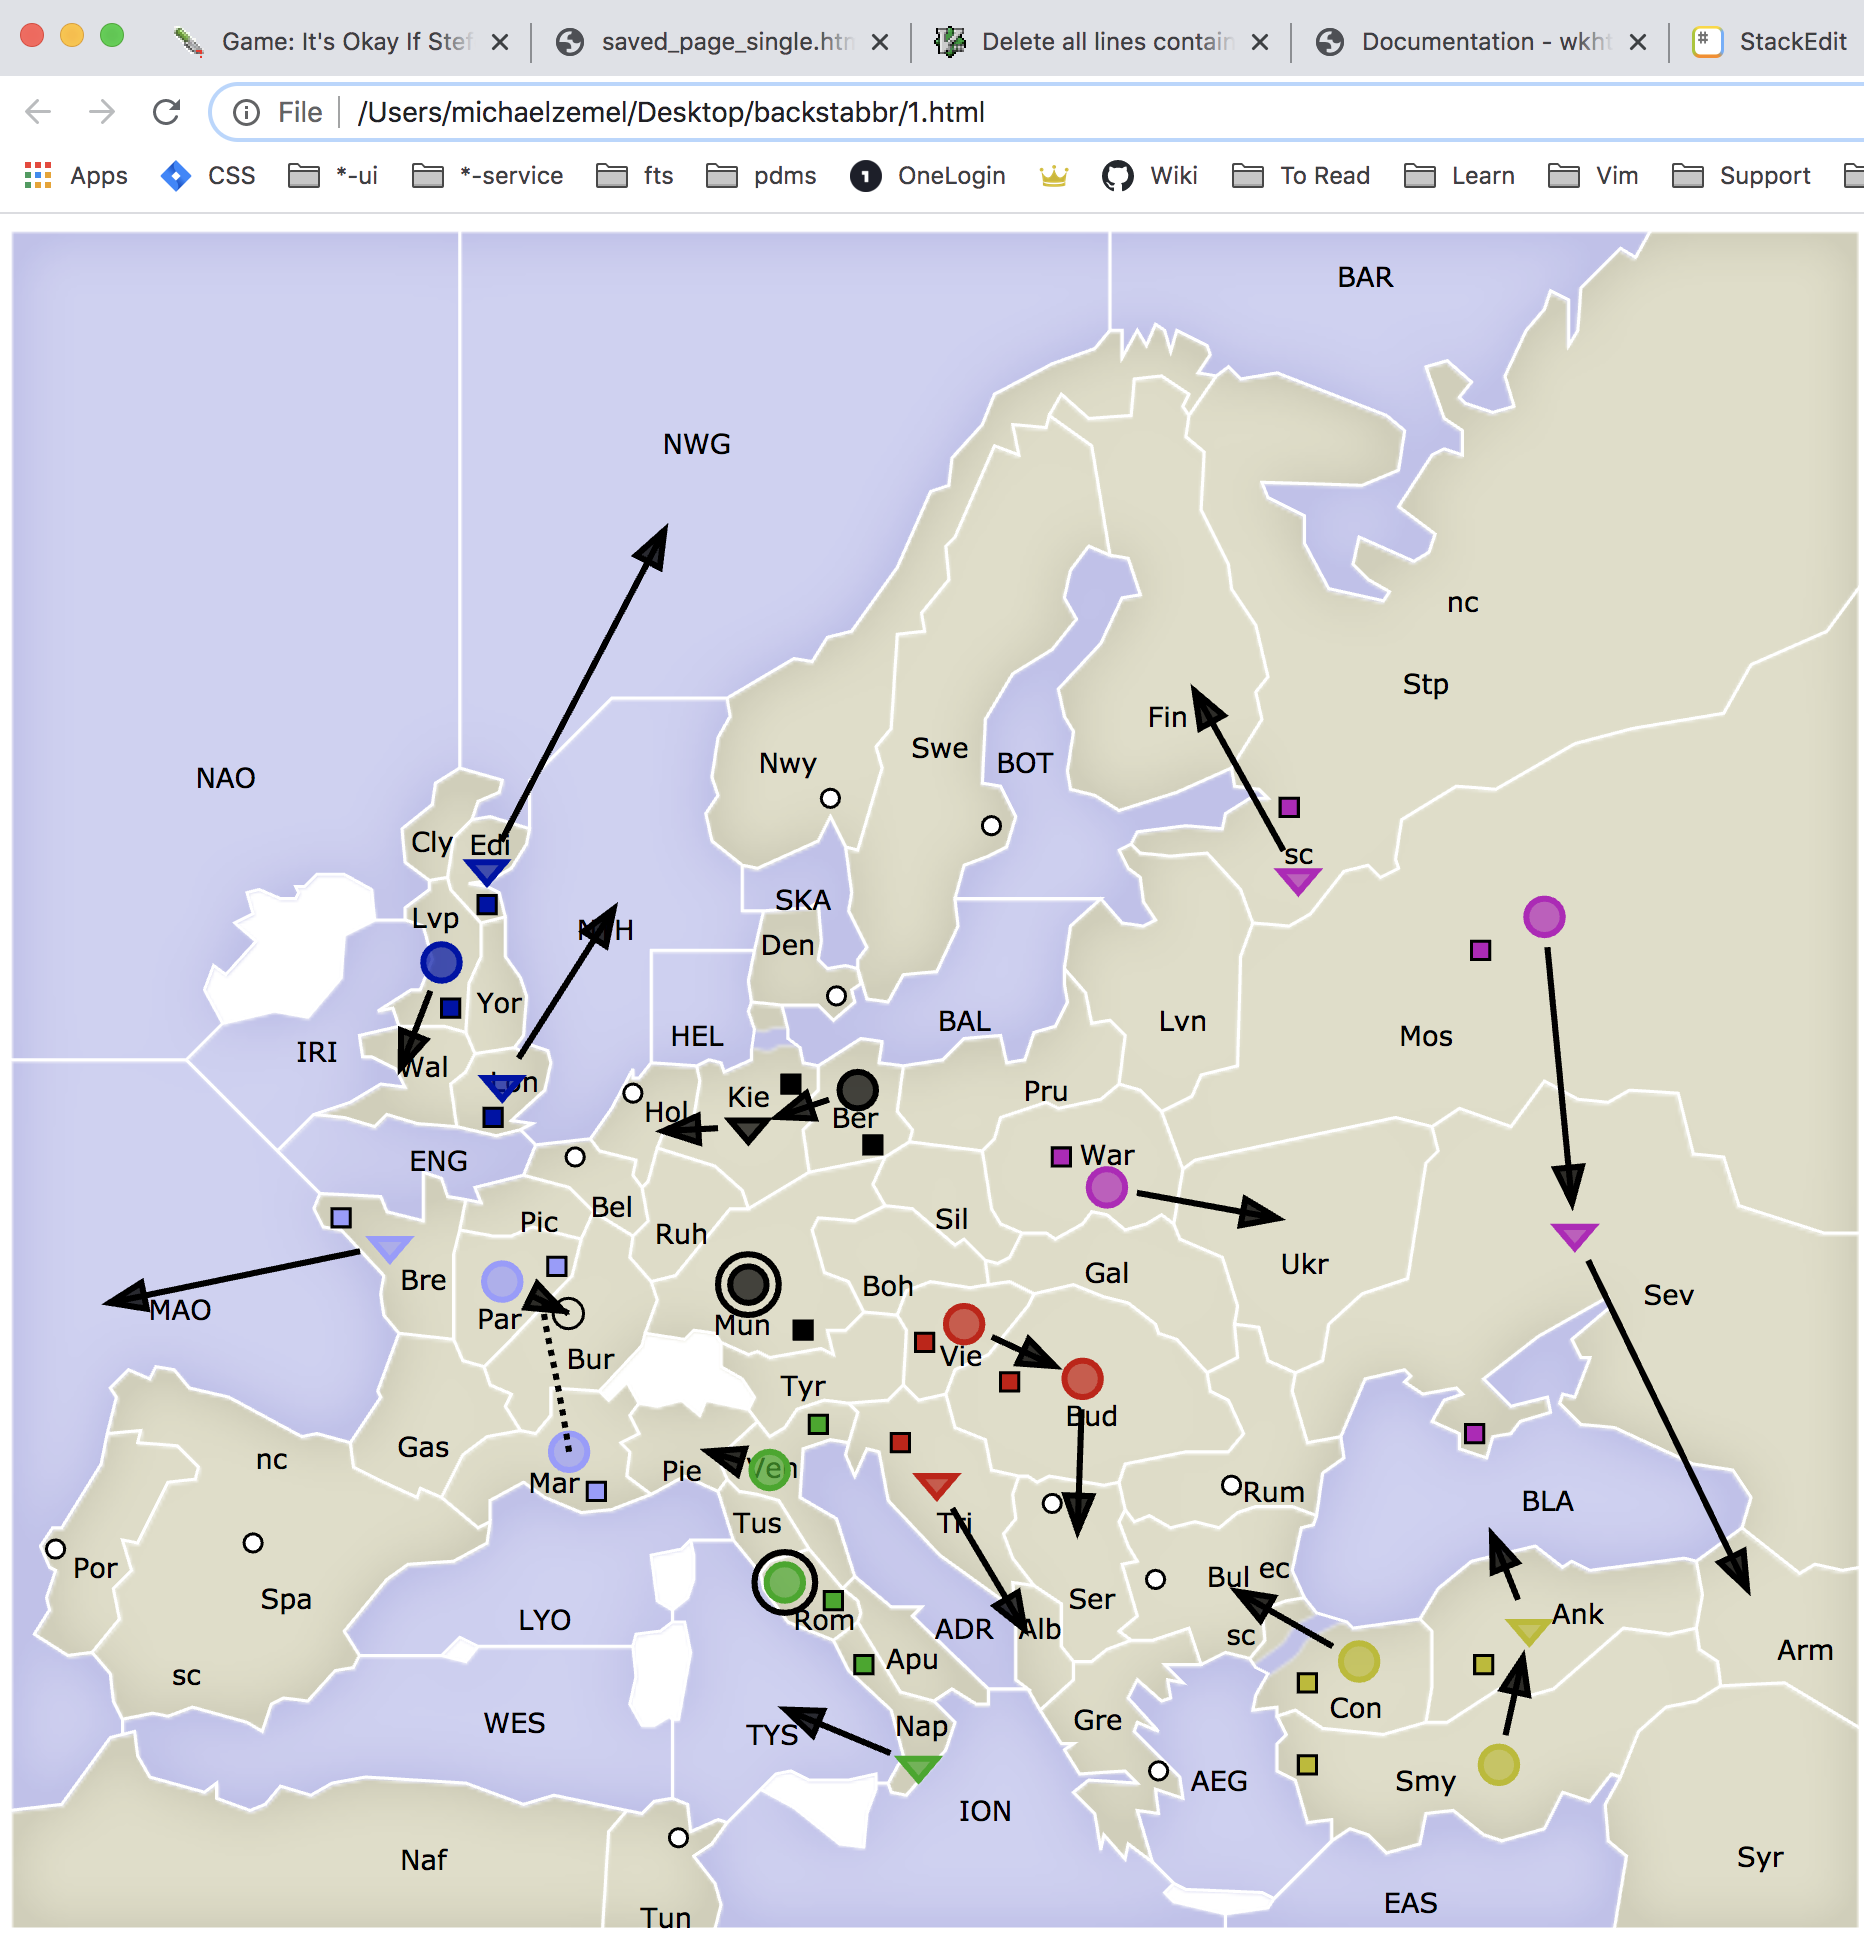 Game: It's Okay If Stef
saved_page_single.htm
Delete all lines contain
Documentation - wkht
StackEdit
File /Users/michaelzemel/Desktop/backstabbr/1.html
Apps CSS *-ui *-service fts pdms OneLogin Wiki To Read Learn Vim Support
BAR
NWG
nc
Stp
Fin
Swe
Nwy BOT
NAO
Cly Edi
sc
SKA
Lvp
NTH
Den
Yor
BAL Lvn
HEL Mos
IRI
Wal
Lon
Kie Pru
Hol Ber
War
ENG
Bel
Pic Sil
Ruh
Ukr
Gal
Bre Boh
Sev
MAO
Par Mun
Bur Vie
Tyr
Bud
Gas
nc Ven
Pie
Mar Rum
BLA
Tus Tri
Por Bul ec
Spa Ser
Ank
LYO Rom ADR Alb
sc
Arm
Apu
sc
Con
WES Nap Gre
TYS
AEG Smy
ION
Naf Syr
EAS
Tun